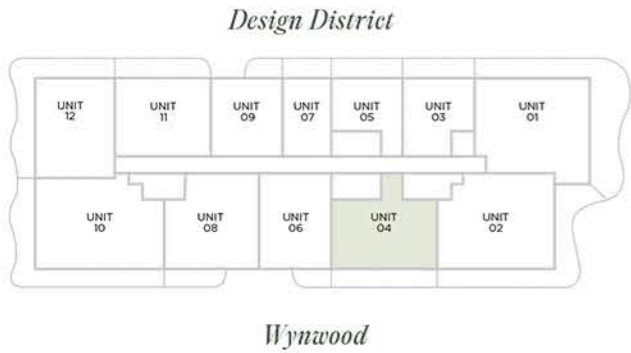 Design District
UNIT
12
UNIT
11
UNIT
09
UNIT
07
UNIT
05
UNIT
03
UNIT
01
UNIT
10
UNIT
08
UNIT
06
UNIT
04
UNIT
02
Wynwood